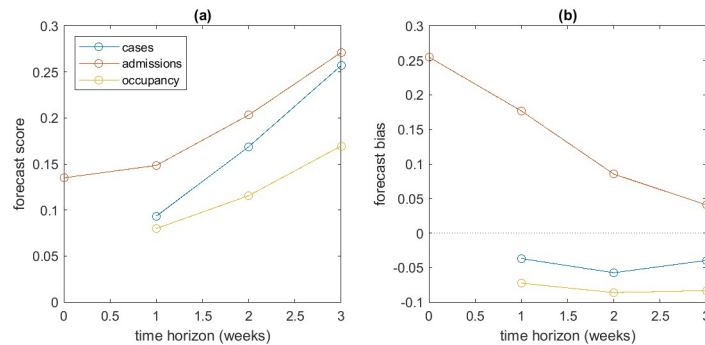 (a)
0.3
0.25
0.2
0.15
0.1
0.05
0
0 0.5 1 1.5 2 2.5 3
time horizon (weeks)
forecast score
cases
admissions
occupancy
(b)
0.3
0.25
0.2
0.15
0.1
0.05
0
-0.05
-0.1
0 0.5 1 1.5 2 2.5 3
time horizon (weeks)
forecast bias